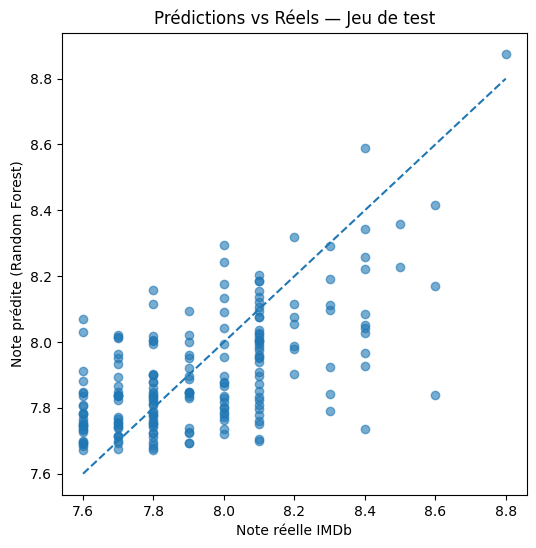 Prédictions vs Réels — Jeu de test
Note prédite (Random Forest)
8.8
8.6
8.4
8.2
8.0
7.8
7.6
7.6 7.8 8.0 8.2 8.4 8.6 8.8
Note réelle IMDb